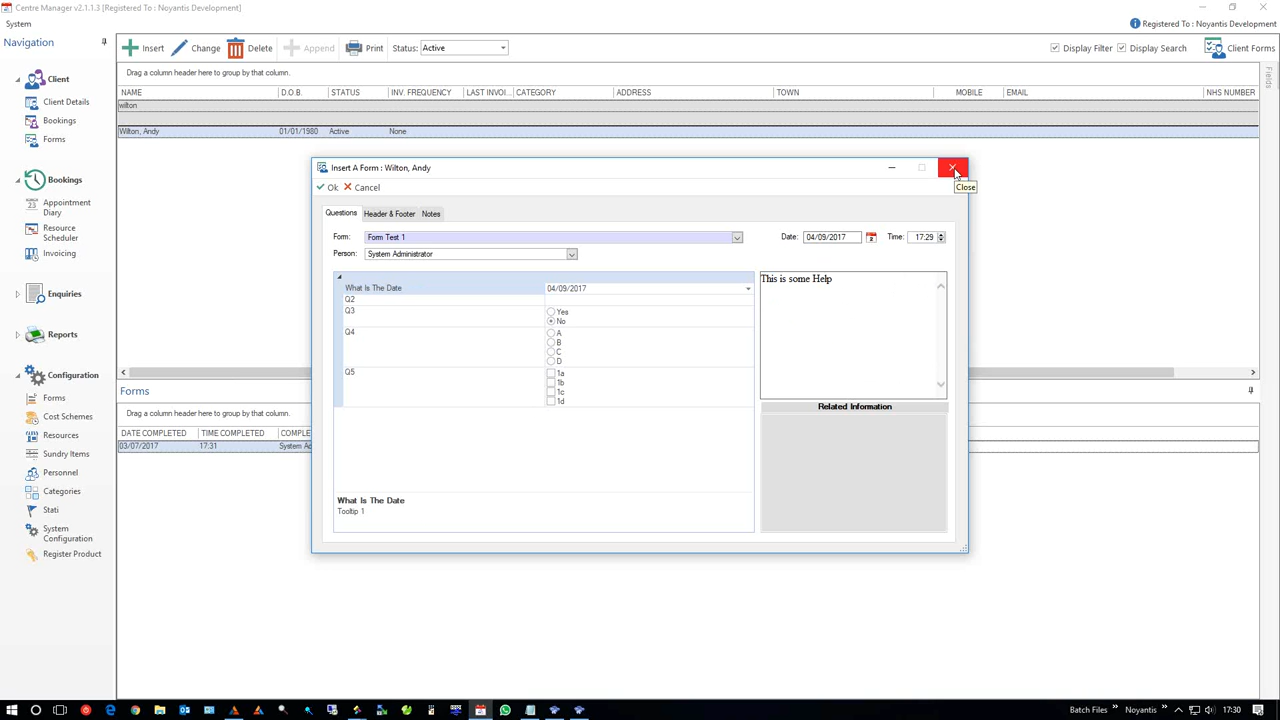 Centre Manager v2.1.1.3 [Registered To : Noyantis Development]
System
Registered To : Noyantis Development
Navigation
Insert Change Delete Append Print Status: Active Display Filter Display Search Client Forms
Drag a column header here to group by that column.
Fields
NAME D.O.B. STATUS INV. FREQUENCY LAST INVOI... CATEGORY ADDRESS TOWN MOBILE EMAIL NHS NUMBER
wilton
Wilton, Andy 01/01/1980 Active None
Client
Client Details
Bookings
Forms
Bookings
Appointment
Diary
23
Resource
Scheduler
Invoicing
Enquiries
Reports
Configuration
Forms
Cost Schemes
Resources
Sundry Items
Personnel
Categories
Stati
System
Configuration
Register Product
Insert A Form : Wilton, Andy
Close
Ok Cancel
Questions Header & Footer Notes
Form: Form Test 1 Date: 04/09/2017 Time: 17:29
Person: System Administrator
What Is The Date 04/09/2017
Q2
Q3 Yes
No
Q4 A
B
C
D
Q5 1a
1b
1c
1d
This is some Help
Related Information
What Is The Date
Tooltip 1
Forms
Drag a column header here to group by that column.
DATE COMPLETED TIME COMPLETED COMPLE
03/07/2017 17:31 System Ad
Batch Files Noyantis 17:30